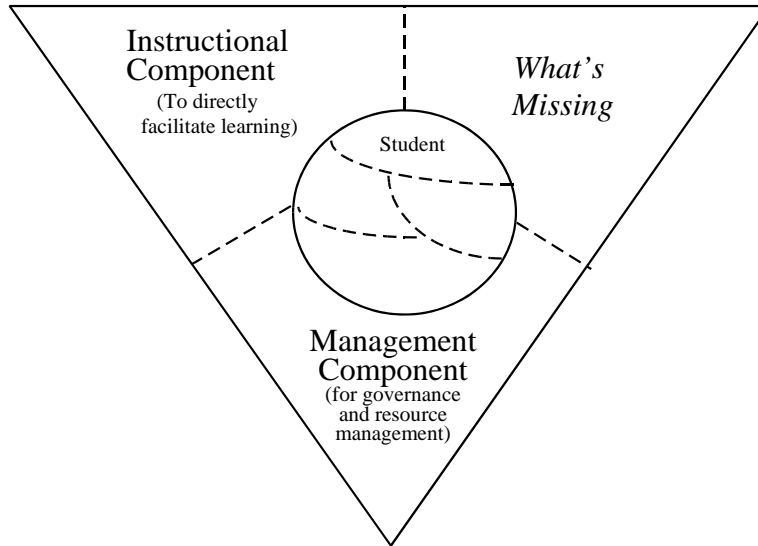 Instructional
Component
(To directly
facilitate learning)
What's
Missing
Student
Management
Component
(for governance
and resource
management)